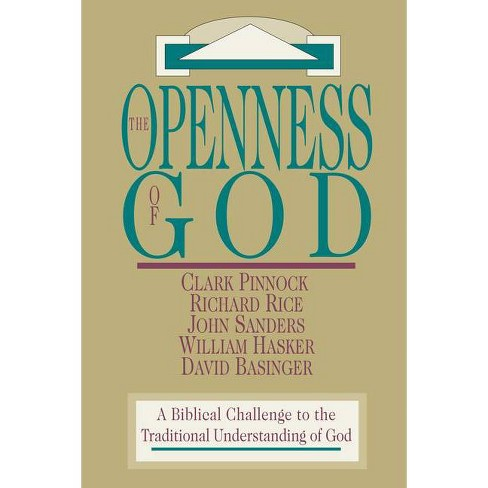 THE
OPENNESS
OF
GOD
CLARK PINNOCK
RICHARD RICE
JOHN SANDERS
WILLIAM HASKER
DAVID BASINGER
A Biblical Challenge to the
Traditional Understanding of God